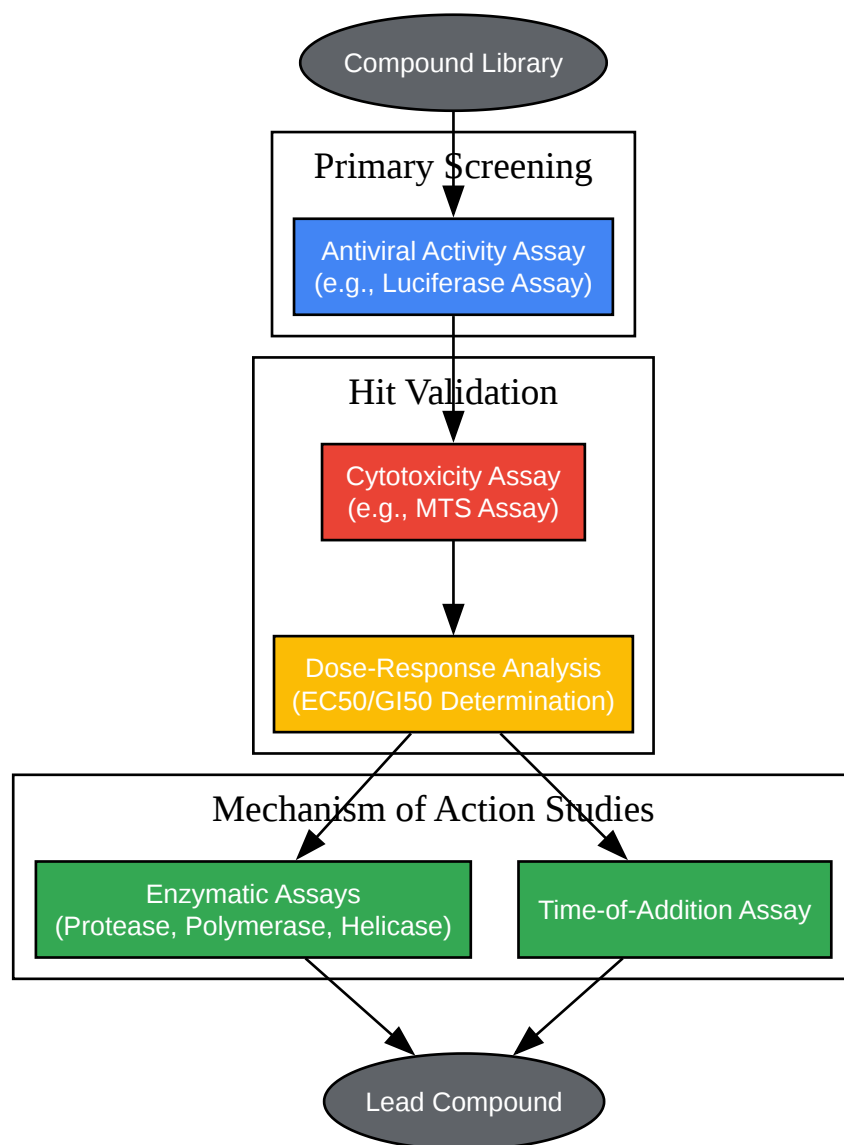 Compound Library
Primary Screening
Antiviral Activity Assay
(e.g., Luciferase Assay)
Hit Validation
Cytotoxicity Assay
(e.g., MTS Assay)
Dose-Response Analysis
(EC50/GI50 Determination)
Mechanism of Action Studies
Enzymatic Assays
(Protease, Polymerase, Helicase)
Time-of-Addition Assay
Lead Compound